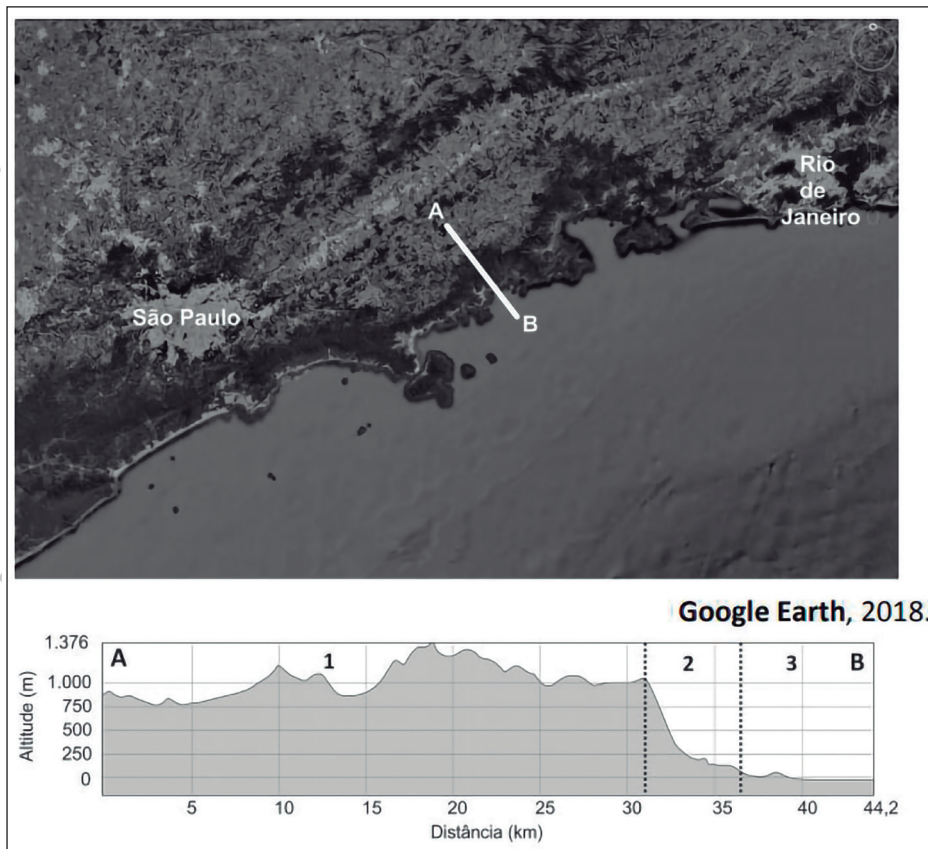 Rio
de
Janeiro
A
São Paulo
B
Google Earth, 2018.
1.376
A
1
2
3
B
1.000
750
500
250
0
Altitude (m)
5
10
15
20
25
30
35
40
44,2
Distância (km)